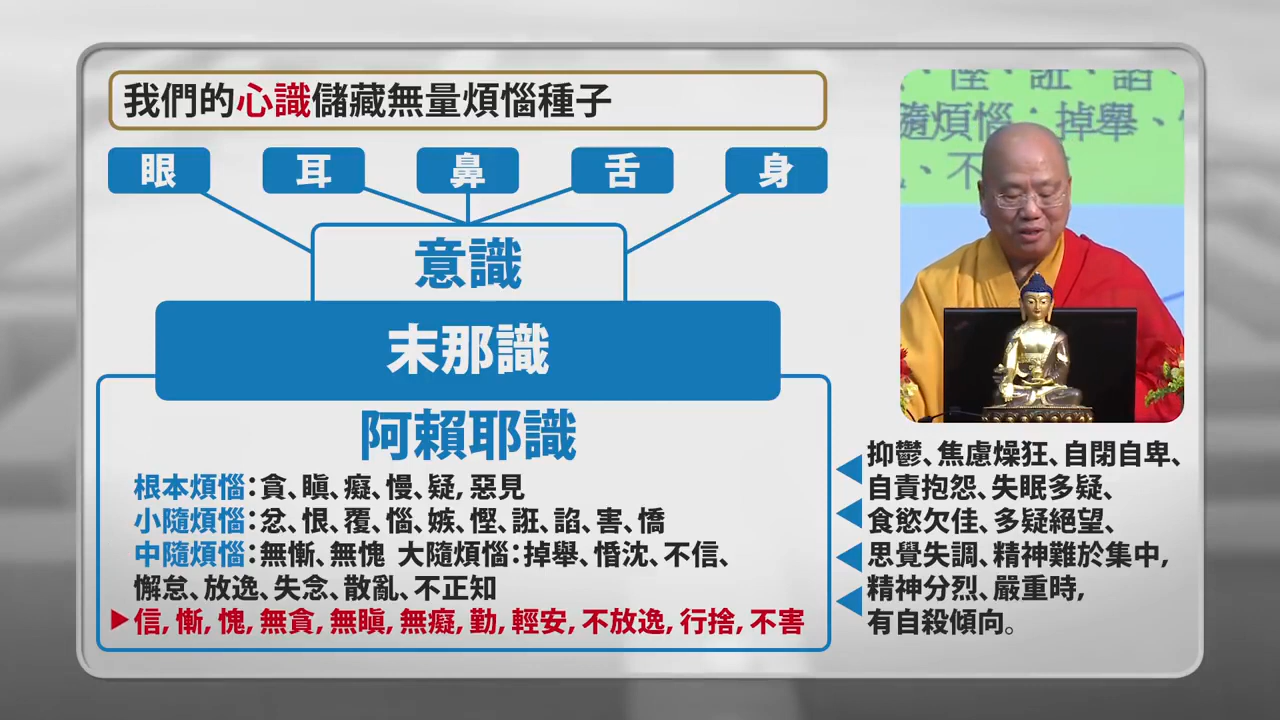 我們的心識儲藏無量煩惱種子
眼 耳 鼻 舌 身
意識
末那識
阿賴耶識
根本煩惱：貪、瞋、癡、慢、疑, 惡見
小隨煩惱：忿、恨、覆、惱、嫉、慳、誑、諂、害、憍
中隨煩惱：無慚、無愧 大隨煩惱：掉舉、惛沈、不信、
懈怠、放逸、失念、散亂、不正知
▶信, 慚, 愧, 無貪, 無瞋, 無癡, 勤, 輕安, 不放逸, 行捨, 不害
、慳、誑、諂、
隨煩惱：掉舉、
、不
抑鬱、焦慮燥狂、自閉自卑、
自責抱怨、失眠多疑、
食慾欠佳、多疑絕望、
思覺失調、精神難於集中,
精神分烈、嚴重時,
有自殺傾向。